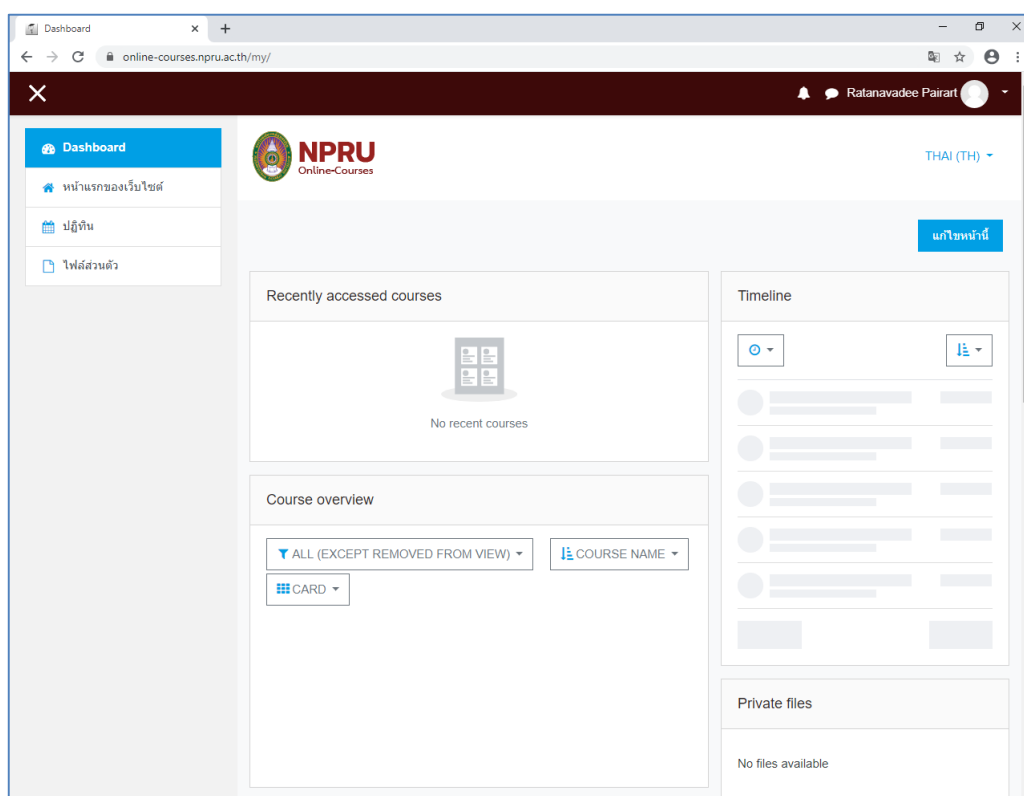 Dashboard
online-courses.npru.ac.th/my/
Ratanavadee Pairart
Dashboard
หน้าแรกของเว็บไซต์
ปฏิทิน
ไฟล์ส่วนตัว
NPRU
Online-Courses
THAI (TH)
แก้ไขหน้านี้
Recently accessed courses
No recent courses
Timeline
Course overview
ALL (EXCEPT REMOVED FROM VIEW)
COURSE NAME
CARD
Private files
No files available